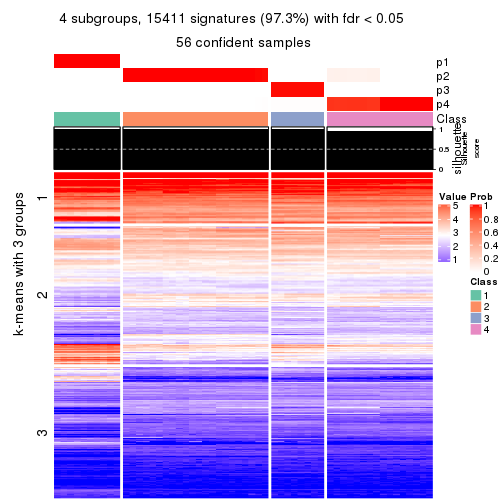 4 subgroups, 15411 signatures (97.3%) with fdr < 0.05
56 confident samples
p1
p2
p3
p4
Class
1
0.5
0
silhouette
Silhouette
score
k-means with 3 groups
1
2
3
Value
5
4
3
2
1
Prob
1
0.8
0.6
0.4
0.2
0
Class
1
2
3
4